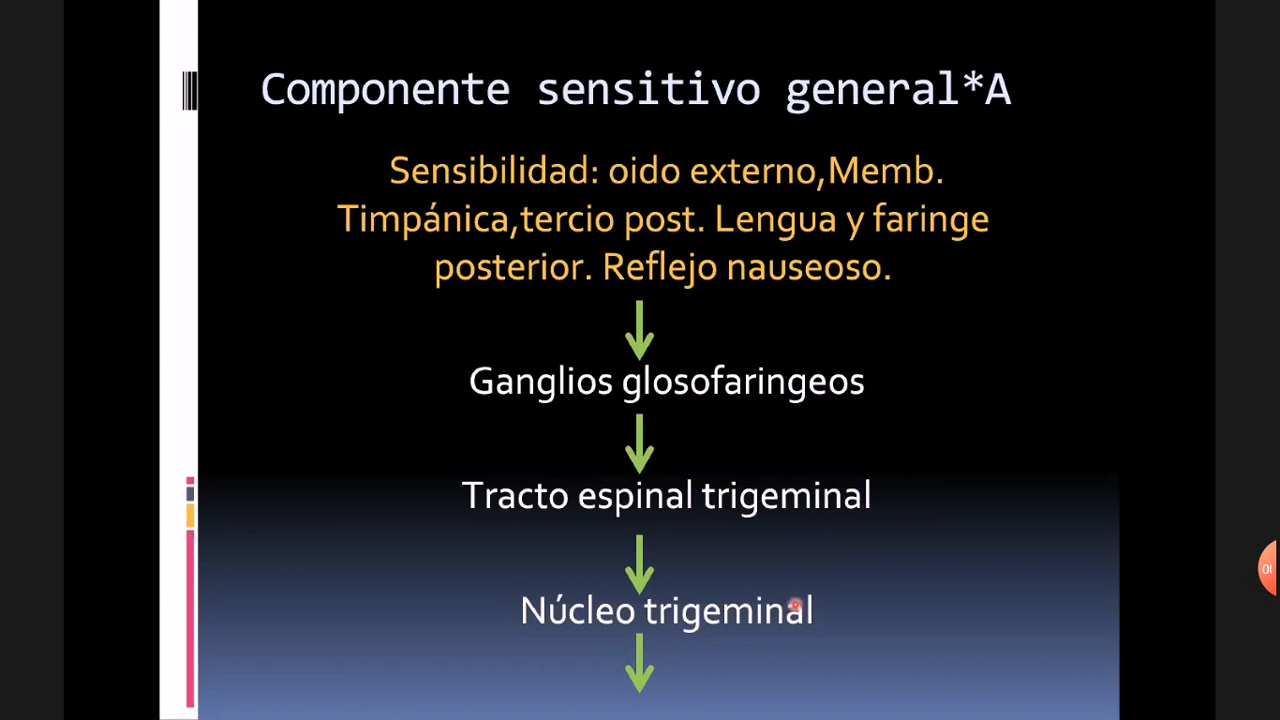 Componente sensitivo general*A
Sensibilidad: oido externo,Memb.
Timpánica,tercio post. Lengua y faringe
posterior. Reflejo nauseoso.
Ganglios glosofaringeos
Tracto espinal trigeminal
Núcleo trigeminal